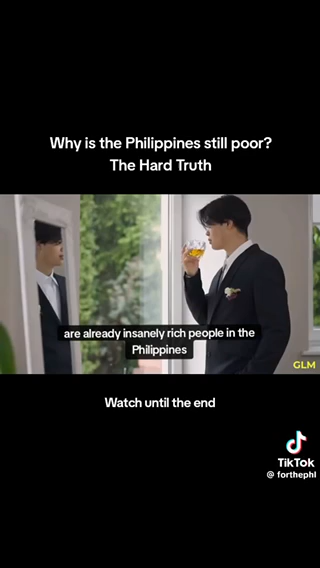 Why is the Philippines still poor?
The Hard Truth
are already insanely rich people in the
Philippines
GLM
Watch until the end
TikTok
@ forthephl